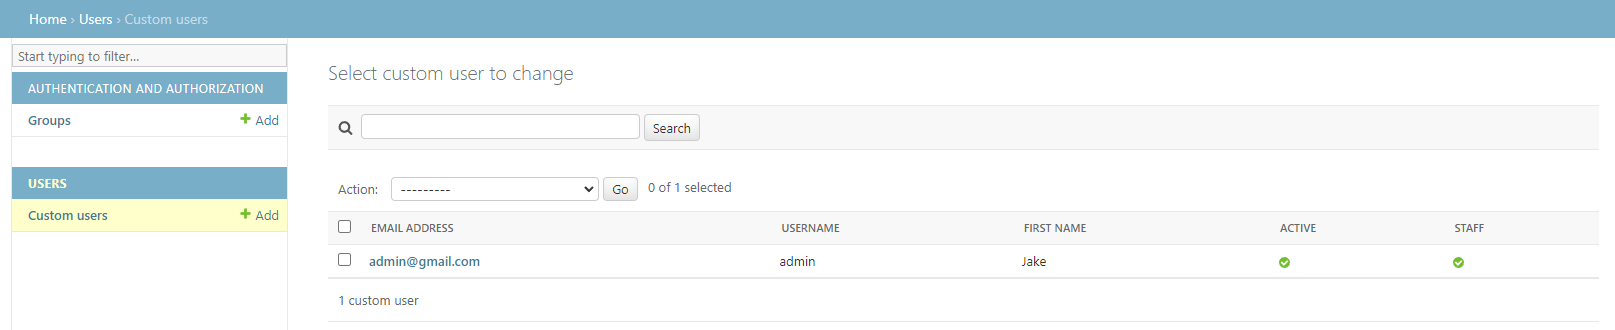 Home › Users › Custom users
Start typing to filter...
AUTHENTICATION AND AUTHORIZATION
Groups + Add
USERS
Custom users + Add
Select custom user to change
Search
Action: --------- Go 0 of 1 selected
EMAIL ADDRESS USERNAME FIRST NAME ACTIVE STAFF
admin@gmail.com admin Jake
1 custom user